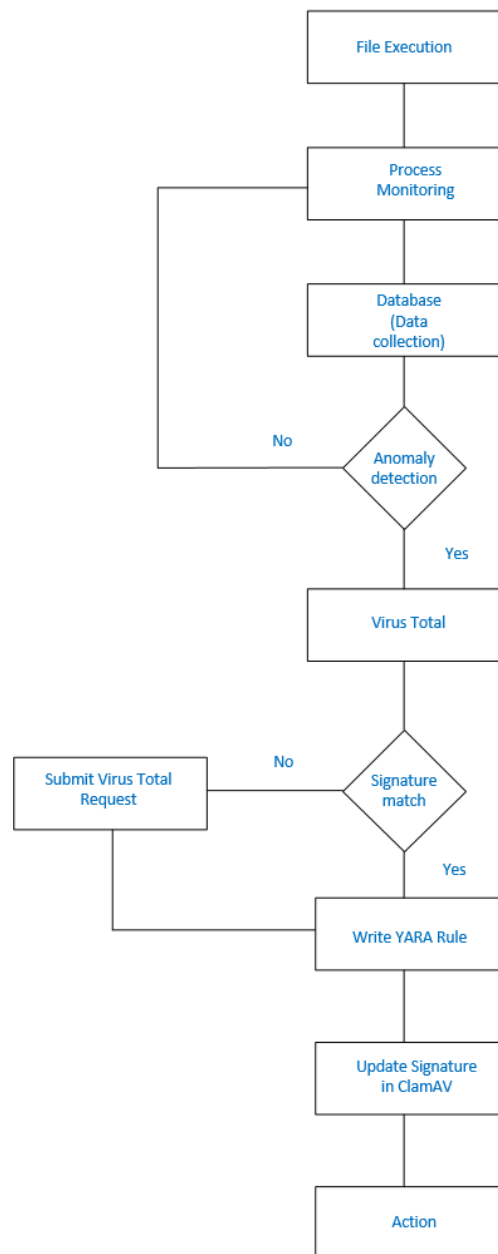 File Execution
Process
Monitoring
Database
(Data
collection)
No
Anomaly
detection
Yes
Virus Total
Submit Virus Total
Request
No
Signature
match
Yes
Write YARA Rule
Update Signature
in ClamAV
Action